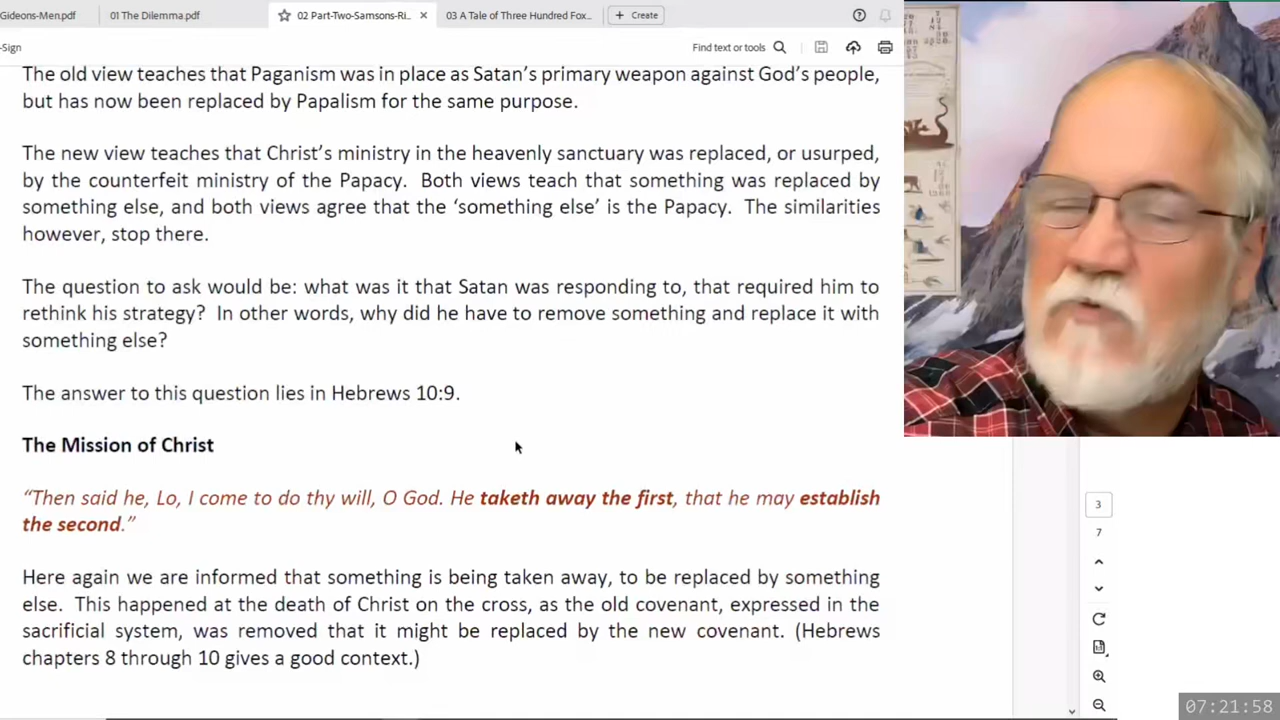 Gideons-Men.pdf
01 The Dilemma.pdf
02 Part-Two-Samsons-Ri...
03 A Tale of Three Hundred Fox...
Create
-Sign
Find text or tools
The old view teaches that Paganism was in place as Satan’s primary weapon against God’s people,
but has now been replaced by Papalism for the same purpose.
The new view teaches that Christ’s ministry in the heavenly sanctuary was replaced, or usurped,
by the counterfeit ministry of the Papacy. Both views teach that something was replaced by
something else, and both views agree that the ‘something else’ is the Papacy. The similarities
however, stop there.
The question to ask would be: what was it that Satan was responding to, that required him to
rethink his strategy? In other words, why did he have to remove something and replace it with
something else?
The answer to this question lies in Hebrews 10:9.
The Mission of Christ
“Then said he, Lo, I come to do thy will, O God. He taketh away the first, that he may establish
the second.”
Here again we are informed that something is being taken away, to be replaced by something
else. This happened at the death of Christ on the cross, as the old covenant, expressed in the
sacrificial system, was removed that it might be replaced by the new covenant. (Hebrews
chapters 8 through 10 gives a good context.)
3
7
07:21:58